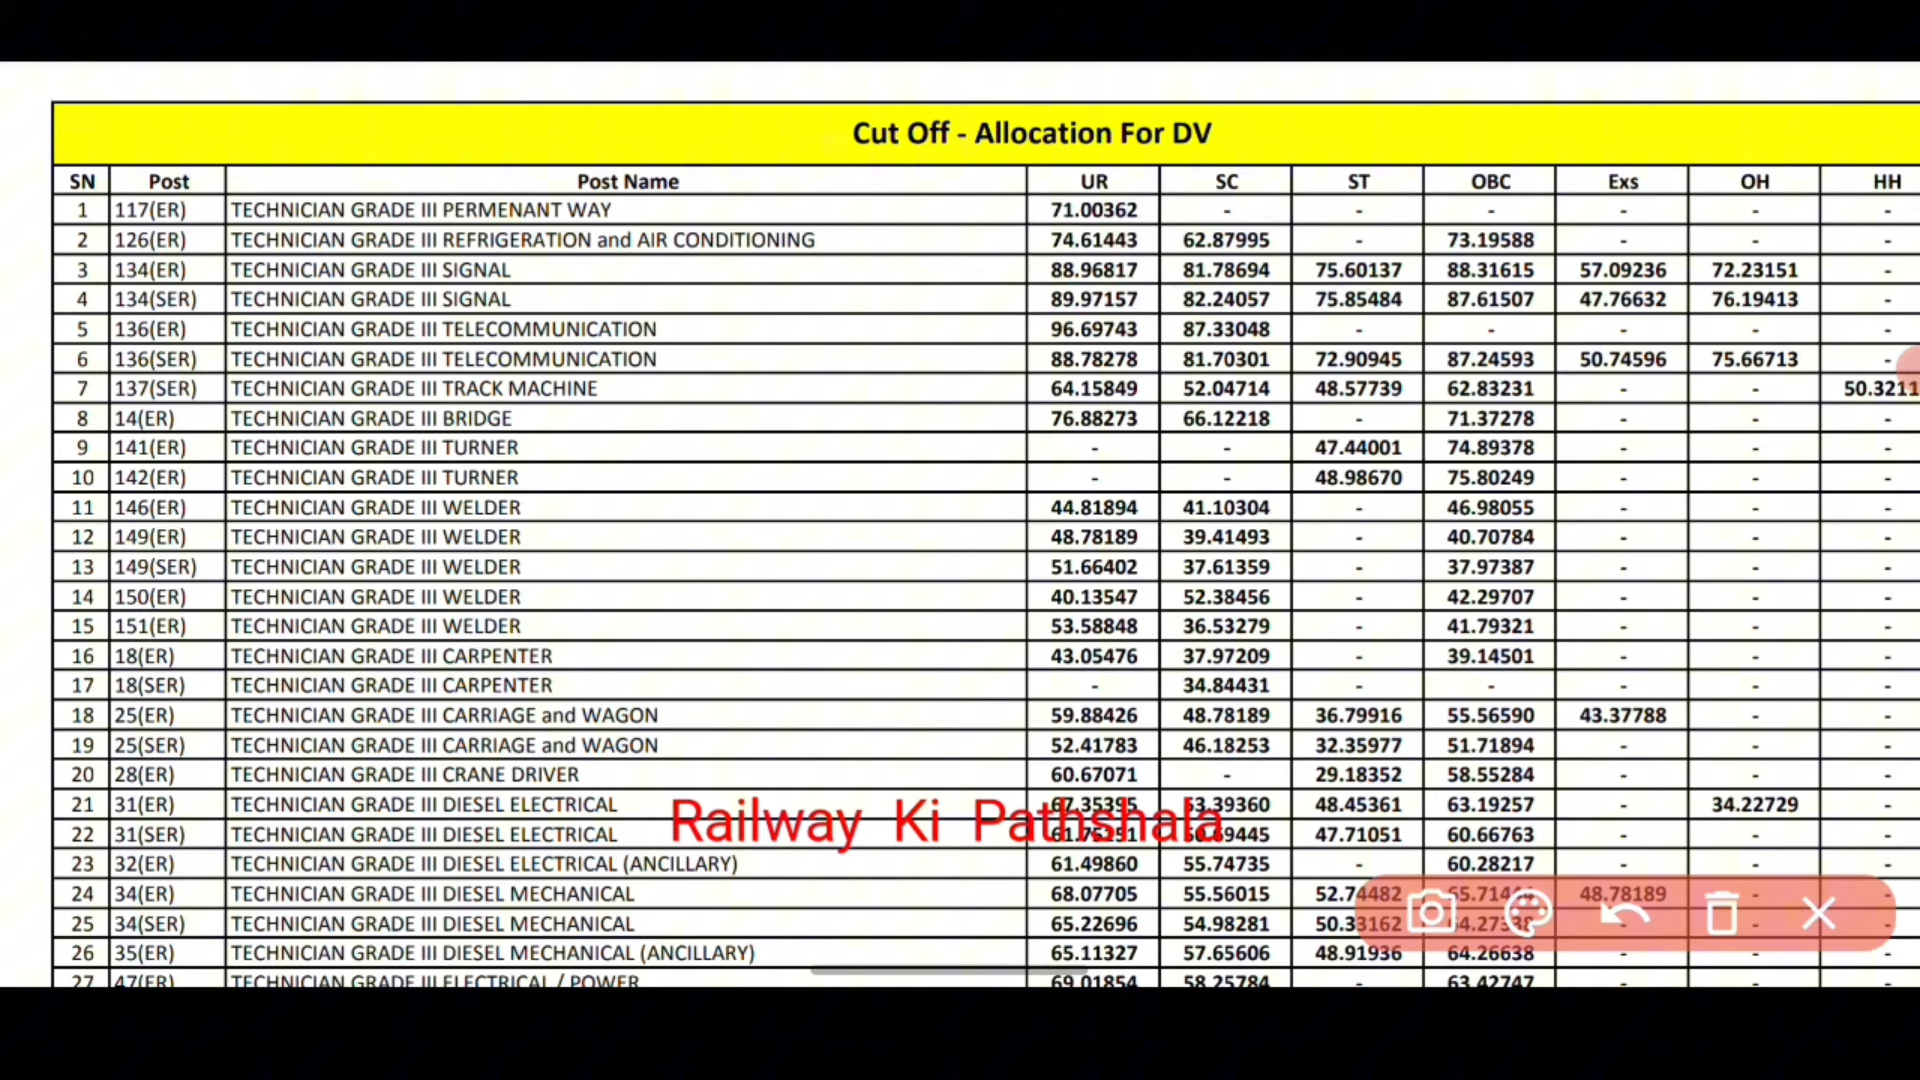 Cut Off - Allocation For DV
SN Post Post Name UR SC ST OBC Exs OH HH
1 117(ER) TECHNICIAN GRADE III PERMENANT WAY 71.00362 - - - - - -
2 126(ER) TECHNICIAN GRADE III REFRIGERATION and AIR CONDITIONING 74.61443 62.87995 - 73.19588 - - -
3 134(ER) TECHNICIAN GRADE III SIGNAL 88.96817 81.78694 75.60137 88.31615 57.09236 72.23151 -
4 134(SER) TECHNICIAN GRADE III SIGNAL 89.97157 82.24057 75.85484 87.61507 47.76632 76.19413 -
5 136(ER) TECHNICIAN GRADE III TELECOMMUNICATION 96.69743 87.33048 - - - - -
6 136(SER) TECHNICIAN GRADE III TELECOMMUNICATION 88.78278 81.70301 72.90945 87.24593 50.74596 75.66713 -
7 137(SER) TECHNICIAN GRADE III TRACK MACHINE 64.15849 52.04714 48.57739 62.83231 - - 50.3211
8 14(ER) TECHNICIAN GRADE III BRIDGE 76.88273 66.12218 - 71.37278 - - -
9 141(ER) TECHNICIAN GRADE III TURNER - - 47.44001 74.89378 - - -
10 142(ER) TECHNICIAN GRADE III TURNER - - 48.98670 75.80249 - - -
11 146(ER) TECHNICIAN GRADE III WELDER 44.81894 41.10304 - 46.98055 - - -
12 149(ER) TECHNICIAN GRADE III WELDER 48.78189 39.41493 - 40.70784 - - -
13 149(SER) TECHNICIAN GRADE III WELDER 51.66402 37.61359 - 37.97387 - - -
14 150(ER) TECHNICIAN GRADE III WELDER 40.13547 52.38456 - 42.29707 - - -
15 151(ER) TECHNICIAN GRADE III WELDER 53.58848 36.53279 - 41.79321 - - -
16 18(ER) TECHNICIAN GRADE III CARPENTER 43.05476 37.97209 - 39.14501 - - -
17 18(SER) TECHNICIAN GRADE III CARPENTER - 34.84431 - - - - -
18 25(ER) TECHNICIAN GRADE III CARRIAGE and WAGON 59.88426 48.78189 36.79916 55.56590 43.37788 - -
19 25(SER) TECHNICIAN GRADE III CARRIAGE and WAGON 52.41783 46.18253 32.35977 51.71894 - - -
20 28(ER) TECHNICIAN GRADE III CRANE DRIVER 60.67071 - 29.18352 58.55284 - - -
21 31(ER) TECHNICIAN GRADE III DIESEL ELECTRICAL 67.35395 53.39360 48.45361 63.19257 - 34.22729 -
Railway Ki Pathshala
22 31(SER) TECHNICIAN GRADE III DIESEL ELECTRICAL 47.71051 60.66763 - - -
23 32(ER) TECHNICIAN GRADE III DIESEL ELECTRICAL (ANCILLARY) 61.49860 55.74735 - 60.28217 - - -
24 34(ER) TECHNICIAN GRADE III DIESEL MECHANICAL 68.07705 55.56015 52.74482 48.78189 - -
25 34(SER) TECHNICIAN GRADE III DIESEL MECHANICAL 65.22696 54.98281 50.33162 - - -
26 35(ER) TECHNICIAN GRADE III DIESEL MECHANICAL (ANCILLARY) 65.11327 57.65606 48.91936 64.26638 - - -
27 47(ER) TECHNICIAN GRADE III ELECTRICAL / POWER 69.01854 58.25784 - 63.42747 - - -